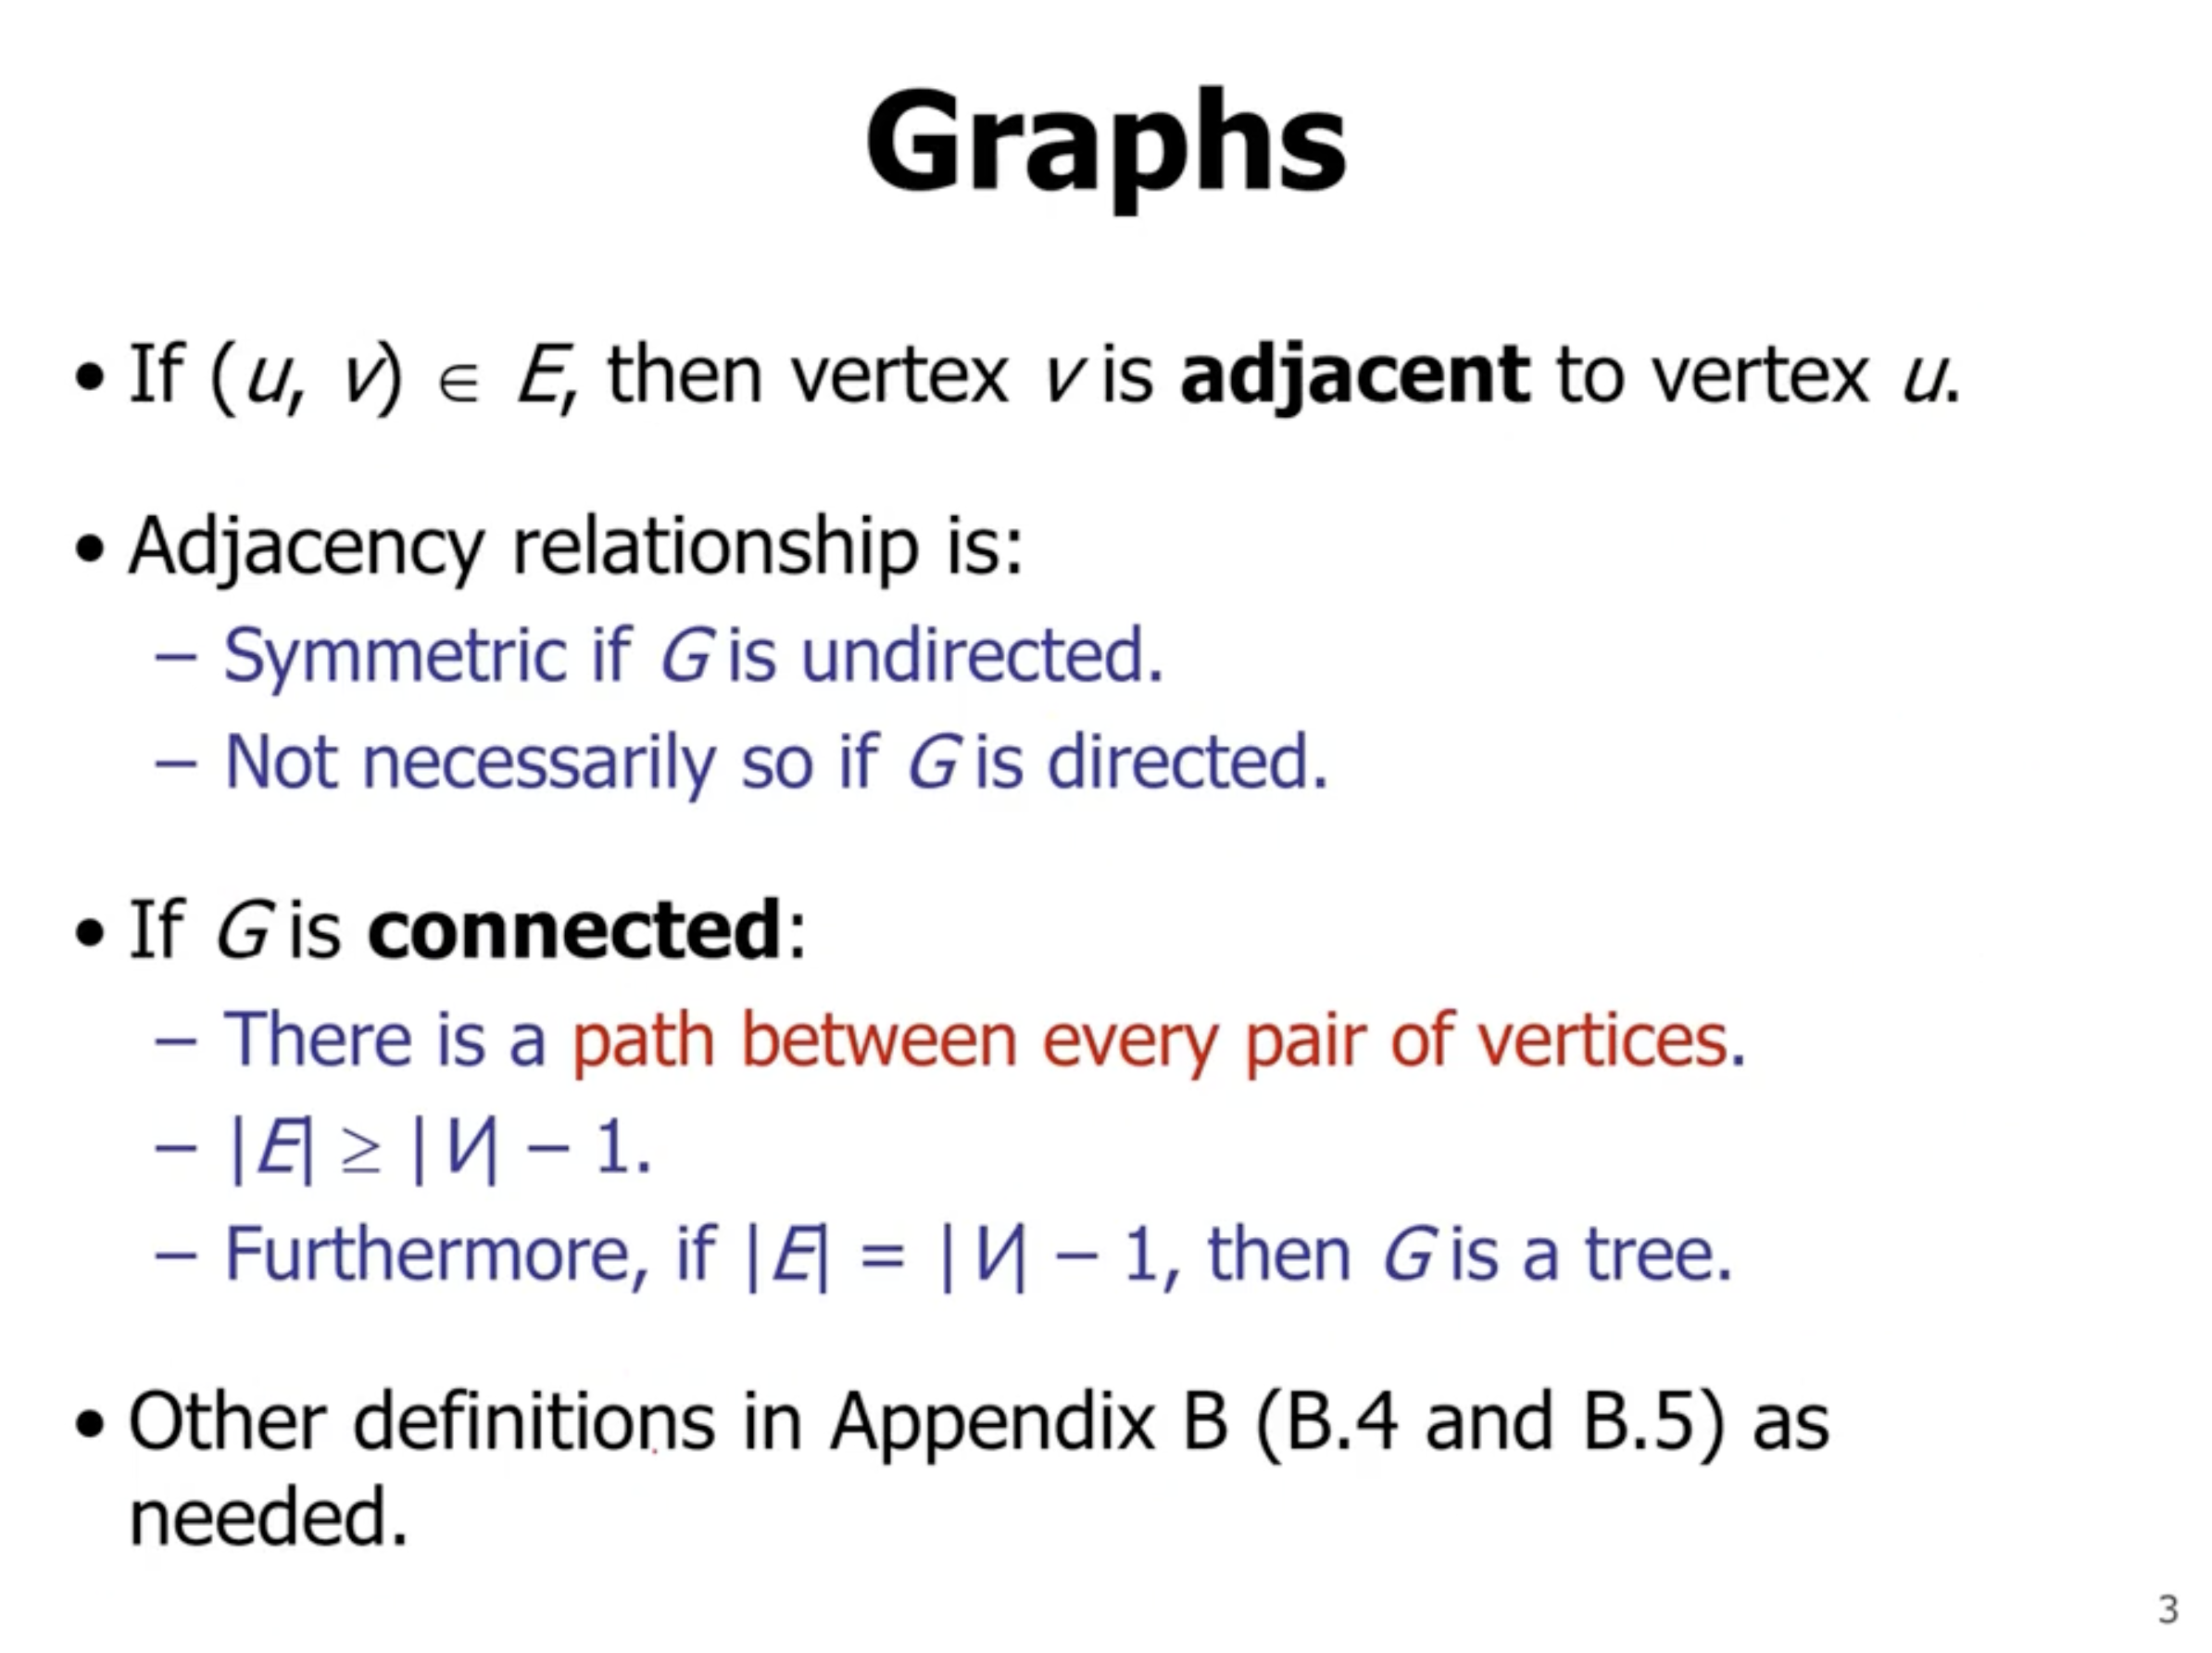 Graphs
• If (u, v) ∈ E, then vertex v is adjacent to vertex u.
• Adjacency relationship is:
– Symmetric if G is undirected.
– Not necessarily so if G is directed.
• If G is connected:
– There is a path between every pair of vertices.
– |E| ≥ |V| – 1.
– Furthermore, if |E| = |V| – 1, then G is a tree.
• Other definitions in Appendix B (B.4 and B.5) as
needed.
3